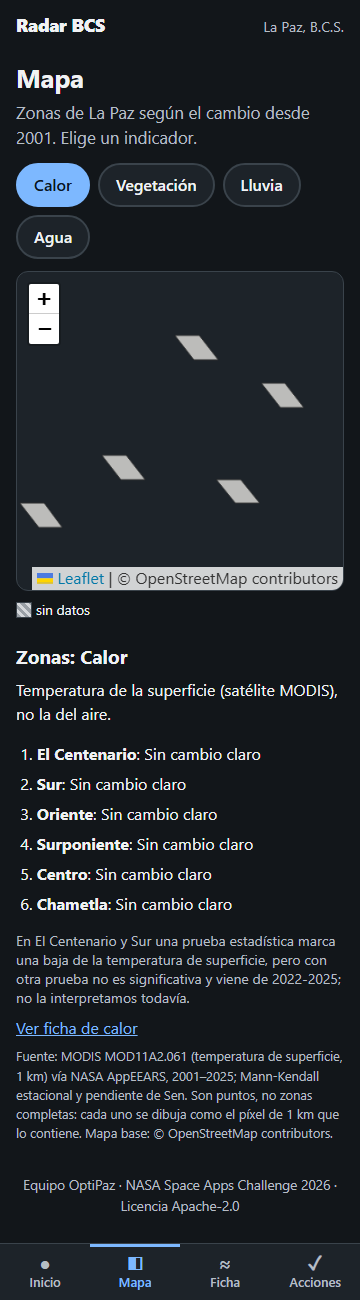 Radar BCS
La Paz, B.C.S.
Mapa
Zonas de La Paz según el cambio desde
2001. Elige un indicador.
Calor
Vegetación
Lluvia
Agua
+
−
Leaflet | © OpenStreetMap contributors
sin datos
Zonas: Calor
Temperatura de la superficie (satélite MODIS),
no la del aire.
1. El Centenario: Sin cambio claro
2. Sur: Sin cambio claro
3. Oriente: Sin cambio claro
4. Surponiente: Sin cambio claro
5. Centro: Sin cambio claro
6. Chametla: Sin cambio claro
En El Centenario y Sur una prueba estadística marca
una baja de la temperatura de superficie, pero con
otra prueba no es significativa y viene de 2022-2025;
no la interpretamos todavía.
Ver ficha de calor
Fuente: MODIS MOD11A2.061 (temperatura de superficie,
1 km) vía NASA AppEEARS, 2001–2025; Mann-Kendall
estacional y pendiente de Sen. Son puntos, no zonas
completas: cada uno se dibuja como el píxel de 1 km que
lo contiene. Mapa base: © OpenStreetMap contributors.
Equipo OptiPaz · NASA Space Apps Challenge 2026 ·
Licencia Apache-2.0
Inicio
Mapa
Ficha
Acciones